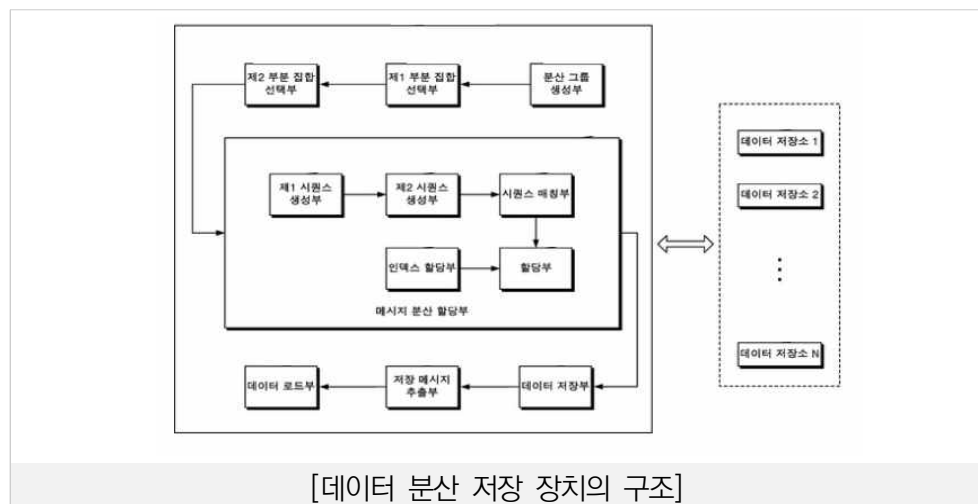 제2 부분 집합
선택부
제1 부분 집합
선택부
분산 그룹
생성부
제1 시퀀스
생성부
제2 시퀀스
생성부
시퀀스 매칭부
인덱스 할당부
할당부
메시지 분산 할당부
데이터 로드부
저장 메시지
추출부
데이터 저장부
데이터 저장소 1
데이터 저장소 2
데이터 저장소 N
[데이터 분산 저장 장치의 구조]